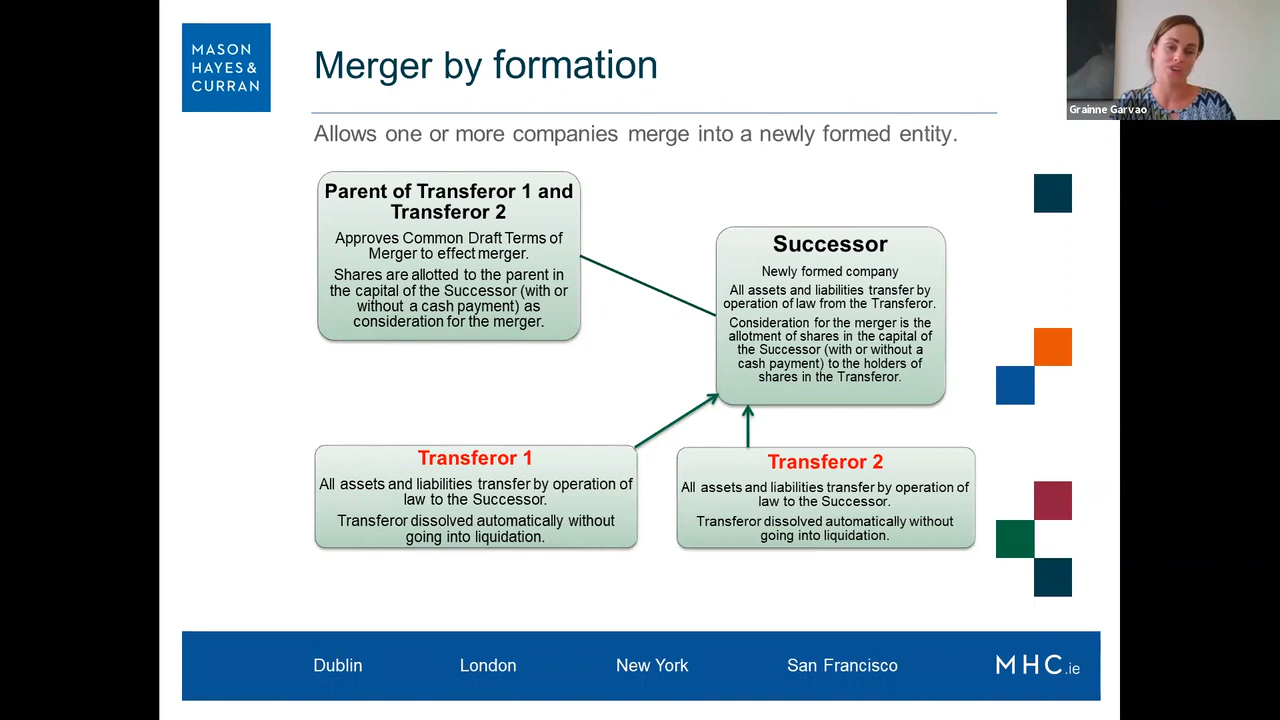 MASON
HAYES &
CURRAN
Merger by formation
Grainne Garvao
Allows one or more companies merge into a newly formed entity.
Parent of Transferor 1 and
Transferor 2
Approves Common Draft Terms of
Merger to effect merger.
Shares are allotted to the parent in
the capital of the Successor (with or
without a cash payment) as
consideration for the merger.
Successor
Newly formed company
All assets and liabilities transfer by
operation of law from the Transferor.
Consideration for the merger is the
allotment of shares in the capital of
the Successor (with or without a
cash payment) to the holders of
shares in the Transferor.
Transferor 1
All assets and liabilities transfer by operation of
law to the Successor.
Transferor dissolved automatically without
going into liquidation.
Transferor 2
All assets and liabilities transfer by operation of
law to the Successor.
Transferor dissolved automatically without
going into liquidation.
Dublin London New York San Francisco MHC.ie